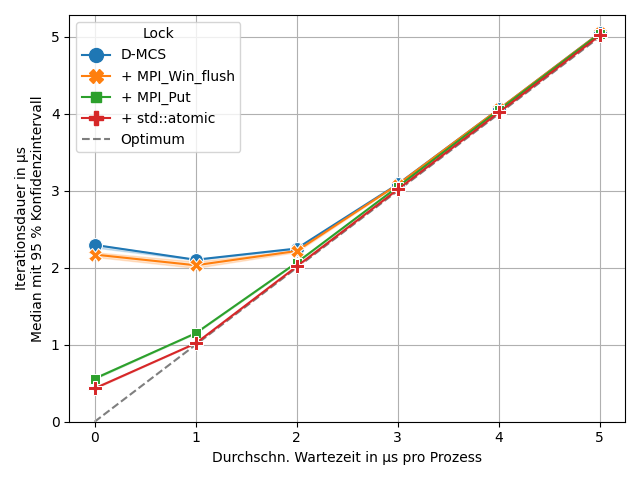 Lock
D-MCS
+ MPI_Win_flush
+ MPI_Put
+ std::atomic
Optimum
Iterationsdauer in µs
Median mit 95 % Konfidenzintervall
5
4
3
2
1
0
0 1 2 3 4 5
Durchschn. Wartezeit in µs pro Prozess